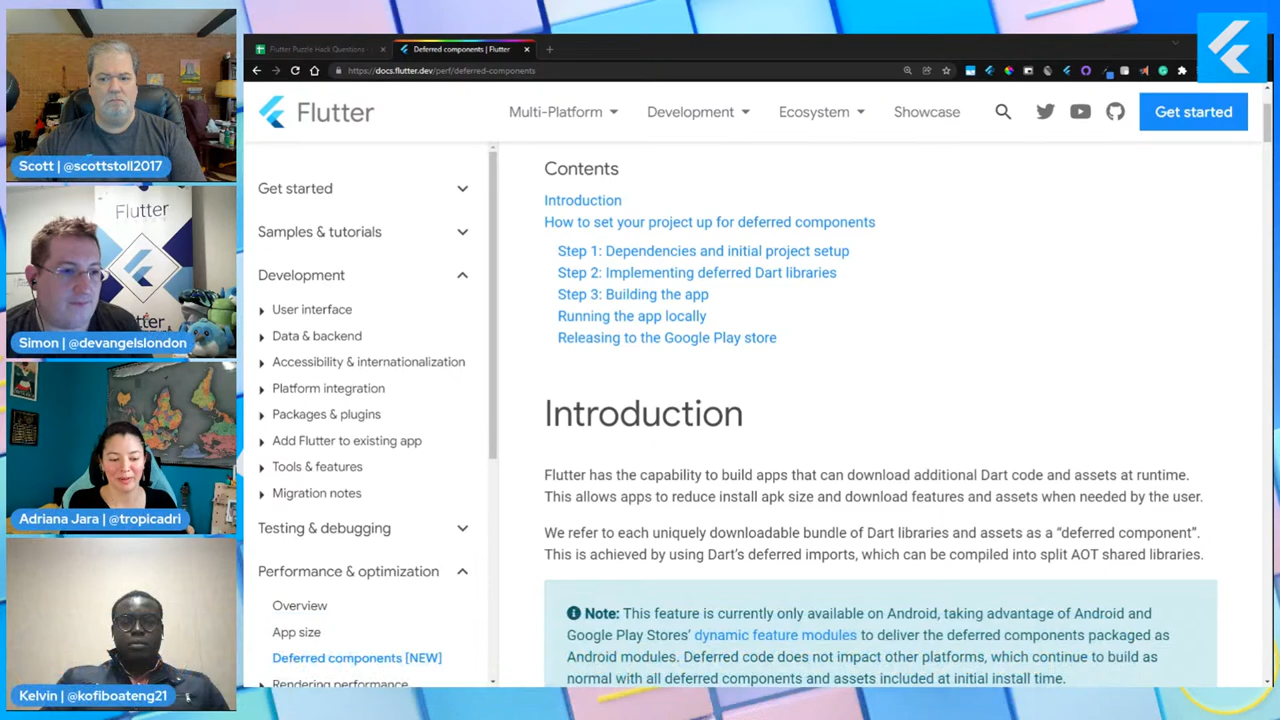 Scott | @scottstoll2017
Flutter
Simon | @devangelslondon
Adriana Jara | @tropicadri
Kelvin | @kofiboateng21
Flutter Puzzle Hack Questions
Deferred components | Flutter
https://docs.flutter.dev/perf/deferred-components
Flutter
Multi-Platform
Development
Ecosystem
Showcase
Get started
Get started
Samples & tutorials
Development
User interface
Data & backend
Accessibility & internationalization
Platform integration
Packages & plugins
Add Flutter to existing app
Tools & features
Migration notes
Testing & debugging
Performance & optimization
Overview
App size
Deferred components [NEW]
Rendering performance
Contents
Introduction
How to set your project up for deferred components
Step 1: Dependencies and initial project setup
Step 2: Implementing deferred Dart libraries
Step 3: Building the app
Running the app locally
Releasing to the Google Play store
Introduction
Flutter has the capability to build apps that can download additional Dart code and assets at runtime.
This allows apps to reduce install apk size and download features and assets when needed by the user.
We refer to each uniquely downloadable bundle of Dart libraries and assets as a “deferred component”.
This is achieved by using Dart’s deferred imports, which can be compiled into split AOT shared libraries.
Note: This feature is currently only available on Android, taking advantage of Android and
Google Play Stores’ dynamic feature modules to deliver the deferred components packaged as
Android modules. Deferred code does not impact other platforms, which continue to build as
normal with all deferred components and assets included at initial install time.